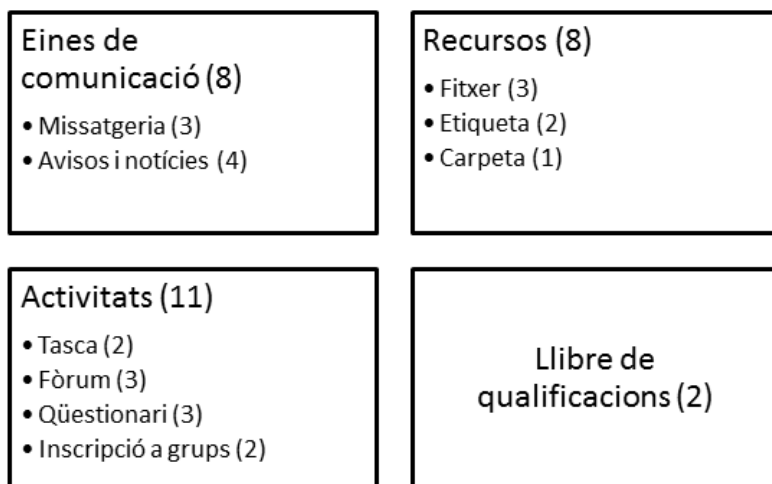 Eines de
comunicació (8)
• Missatgeria (3)
• Avisos i notícies (4)
Recursos (8)
• Fitxer (3)
• Etiqueta (2)
• Carpeta (1)
Activitats (11)
• Tasca (2)
• Fòrum (3)
• Qüestionari (3)
• Inscripció a grups (2)
Llibre de
qualificacions (2)